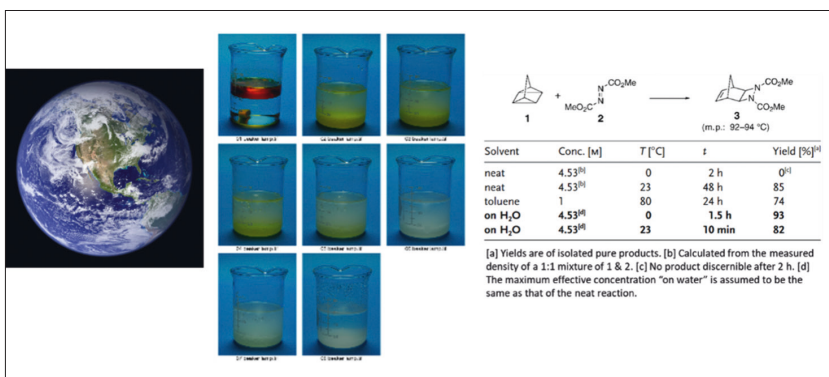 CO₂Me
N
+
N
MeO₂C
CO₂Me
N
N
CO₂Me
1
2
3
(m.p.: 92–94 °C)
Solvent Conc. [M] T [°C] t Yield [%][a]
neat 4.53[b] 0 2 h 0[c]
neat 4.53[b] 23 48 h 85
toluene 1 80 24 h 74
on H₂O 4.53[d] 0 1.5 h 93
on H₂O 4.53[d] 23 10 min 82
[a] Yields are of isolated pure products. [b] Calculated from the measured
density of a 1:1 mixture of 1 & 2. [c] No product discernible after 2 h. [d]
The maximum effective concentration “on water” is assumed to be the
same as that of the neat reaction.